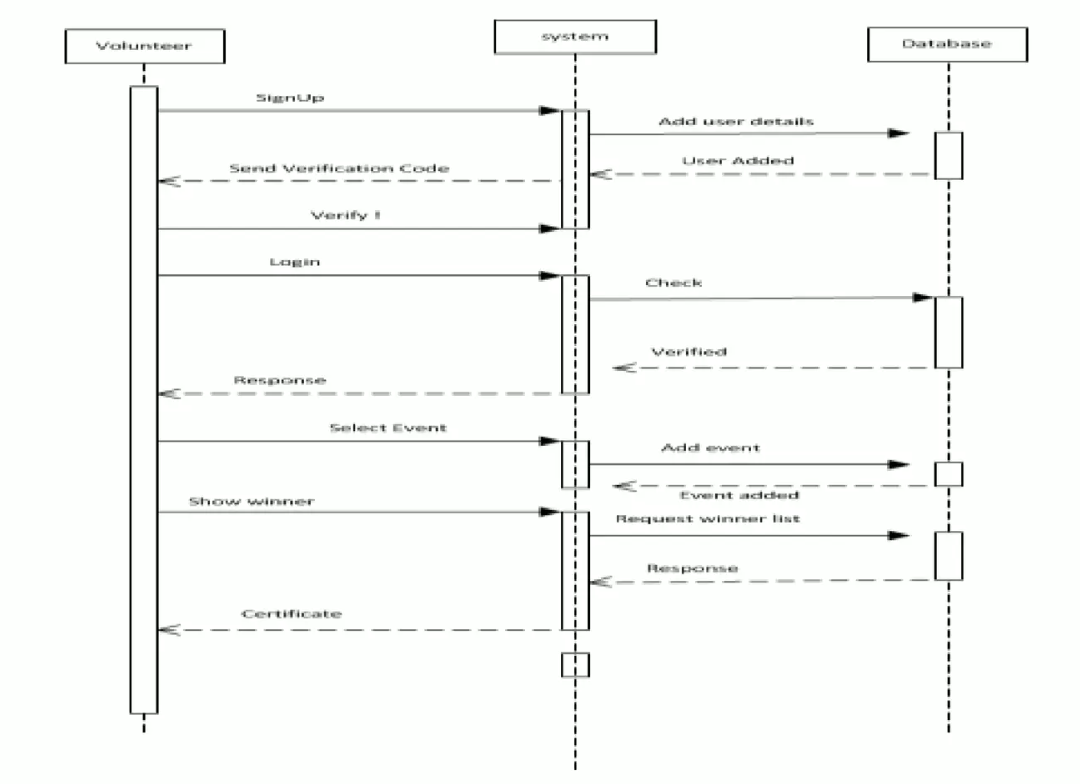 Volunteer
system
Database
SignUp
Add user details
User Added
Send Verification Code
Verify !
Login
Check
Verified
Response
Select Event
Add event
Event added
Show winner
Request winner list
Response
Certificate